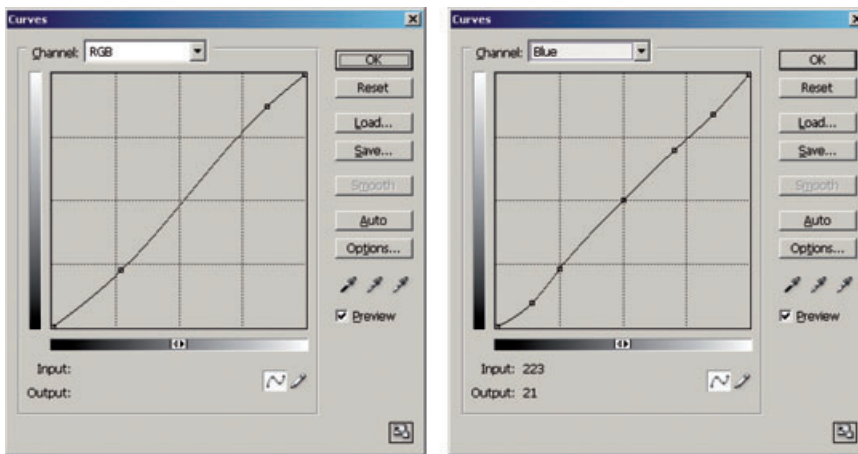 Curves
Channel: RGB
OK
Reset
Load...
Save...
Smooth
Auto
Options...
Preview
Input:
Output:
Curves
Channel: Blue
OK
Reset
Load...
Save...
Smooth
Auto
Options...
Preview
Input: 223
Output: 21